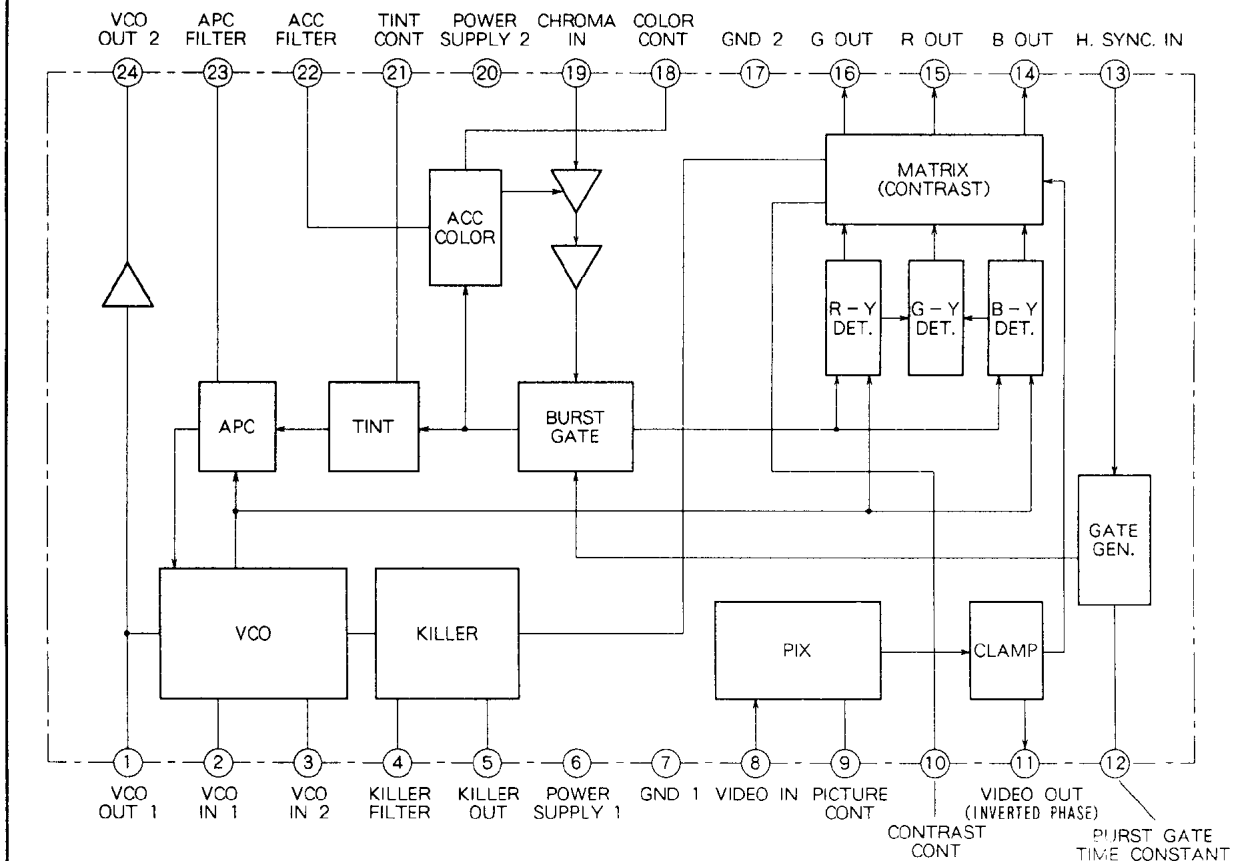 VCO OUT 2
APC FILTER
ACC FILTER
TINT CONT
POWER SUPPLY 2
CHROMA IN
COLOR CONT
GND 2
G OUT
R OUT
B OUT
H. SYNC. IN
24
23
22
21
20
19
18
17
16
15
14
13
MATRIX
(CONTRAST)
ACC
COLOR
R - Y
DET.
G - Y
DET.
B - Y
DET.
APC
TINT
BURST
GATE
GATE
GEN.
VCO
KILLER
PIX
CLAMP
1
2
3
4
5
6
7
8
9
10
11
12
VCO OUT 1
VCO IN 1
VCO IN 2
KILLER FILTER
KILLER OUT
POWER SUPPLY 1
GND 1
VIDEO IN
PICTURE CONT
CONTRAST CONT
VIDEO OUT
(INVERTED PHASE)
BURST GATE
TIME CONSTANT